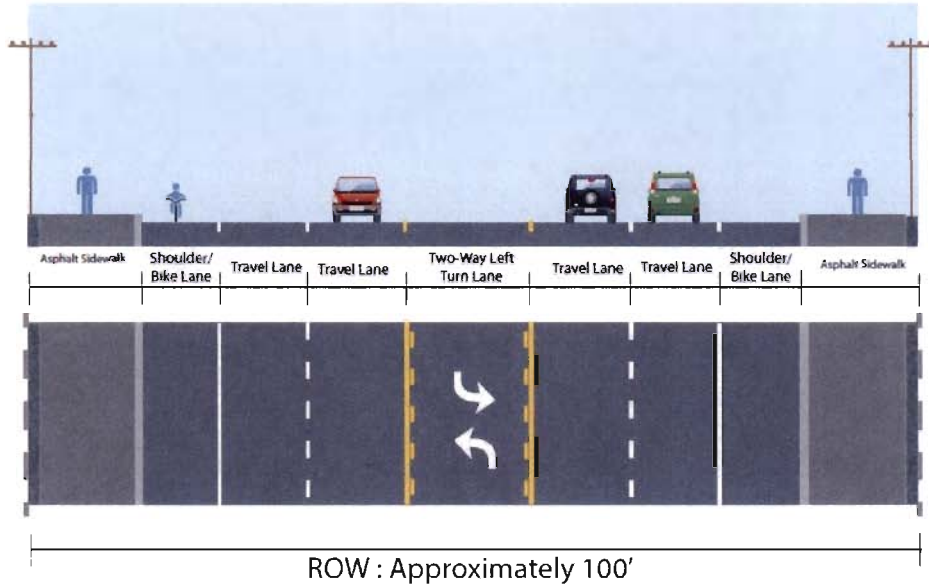 Asphalt Sidewalk
Shoulder/
Bike Lane
Travel Lane
Travel Lane
Two-Way Left
Turn Lane
Travel Lane
Travel Lane
Shoulder/
Bike Lane
Asphalt Sidewalk
ROW : Approximately 100'